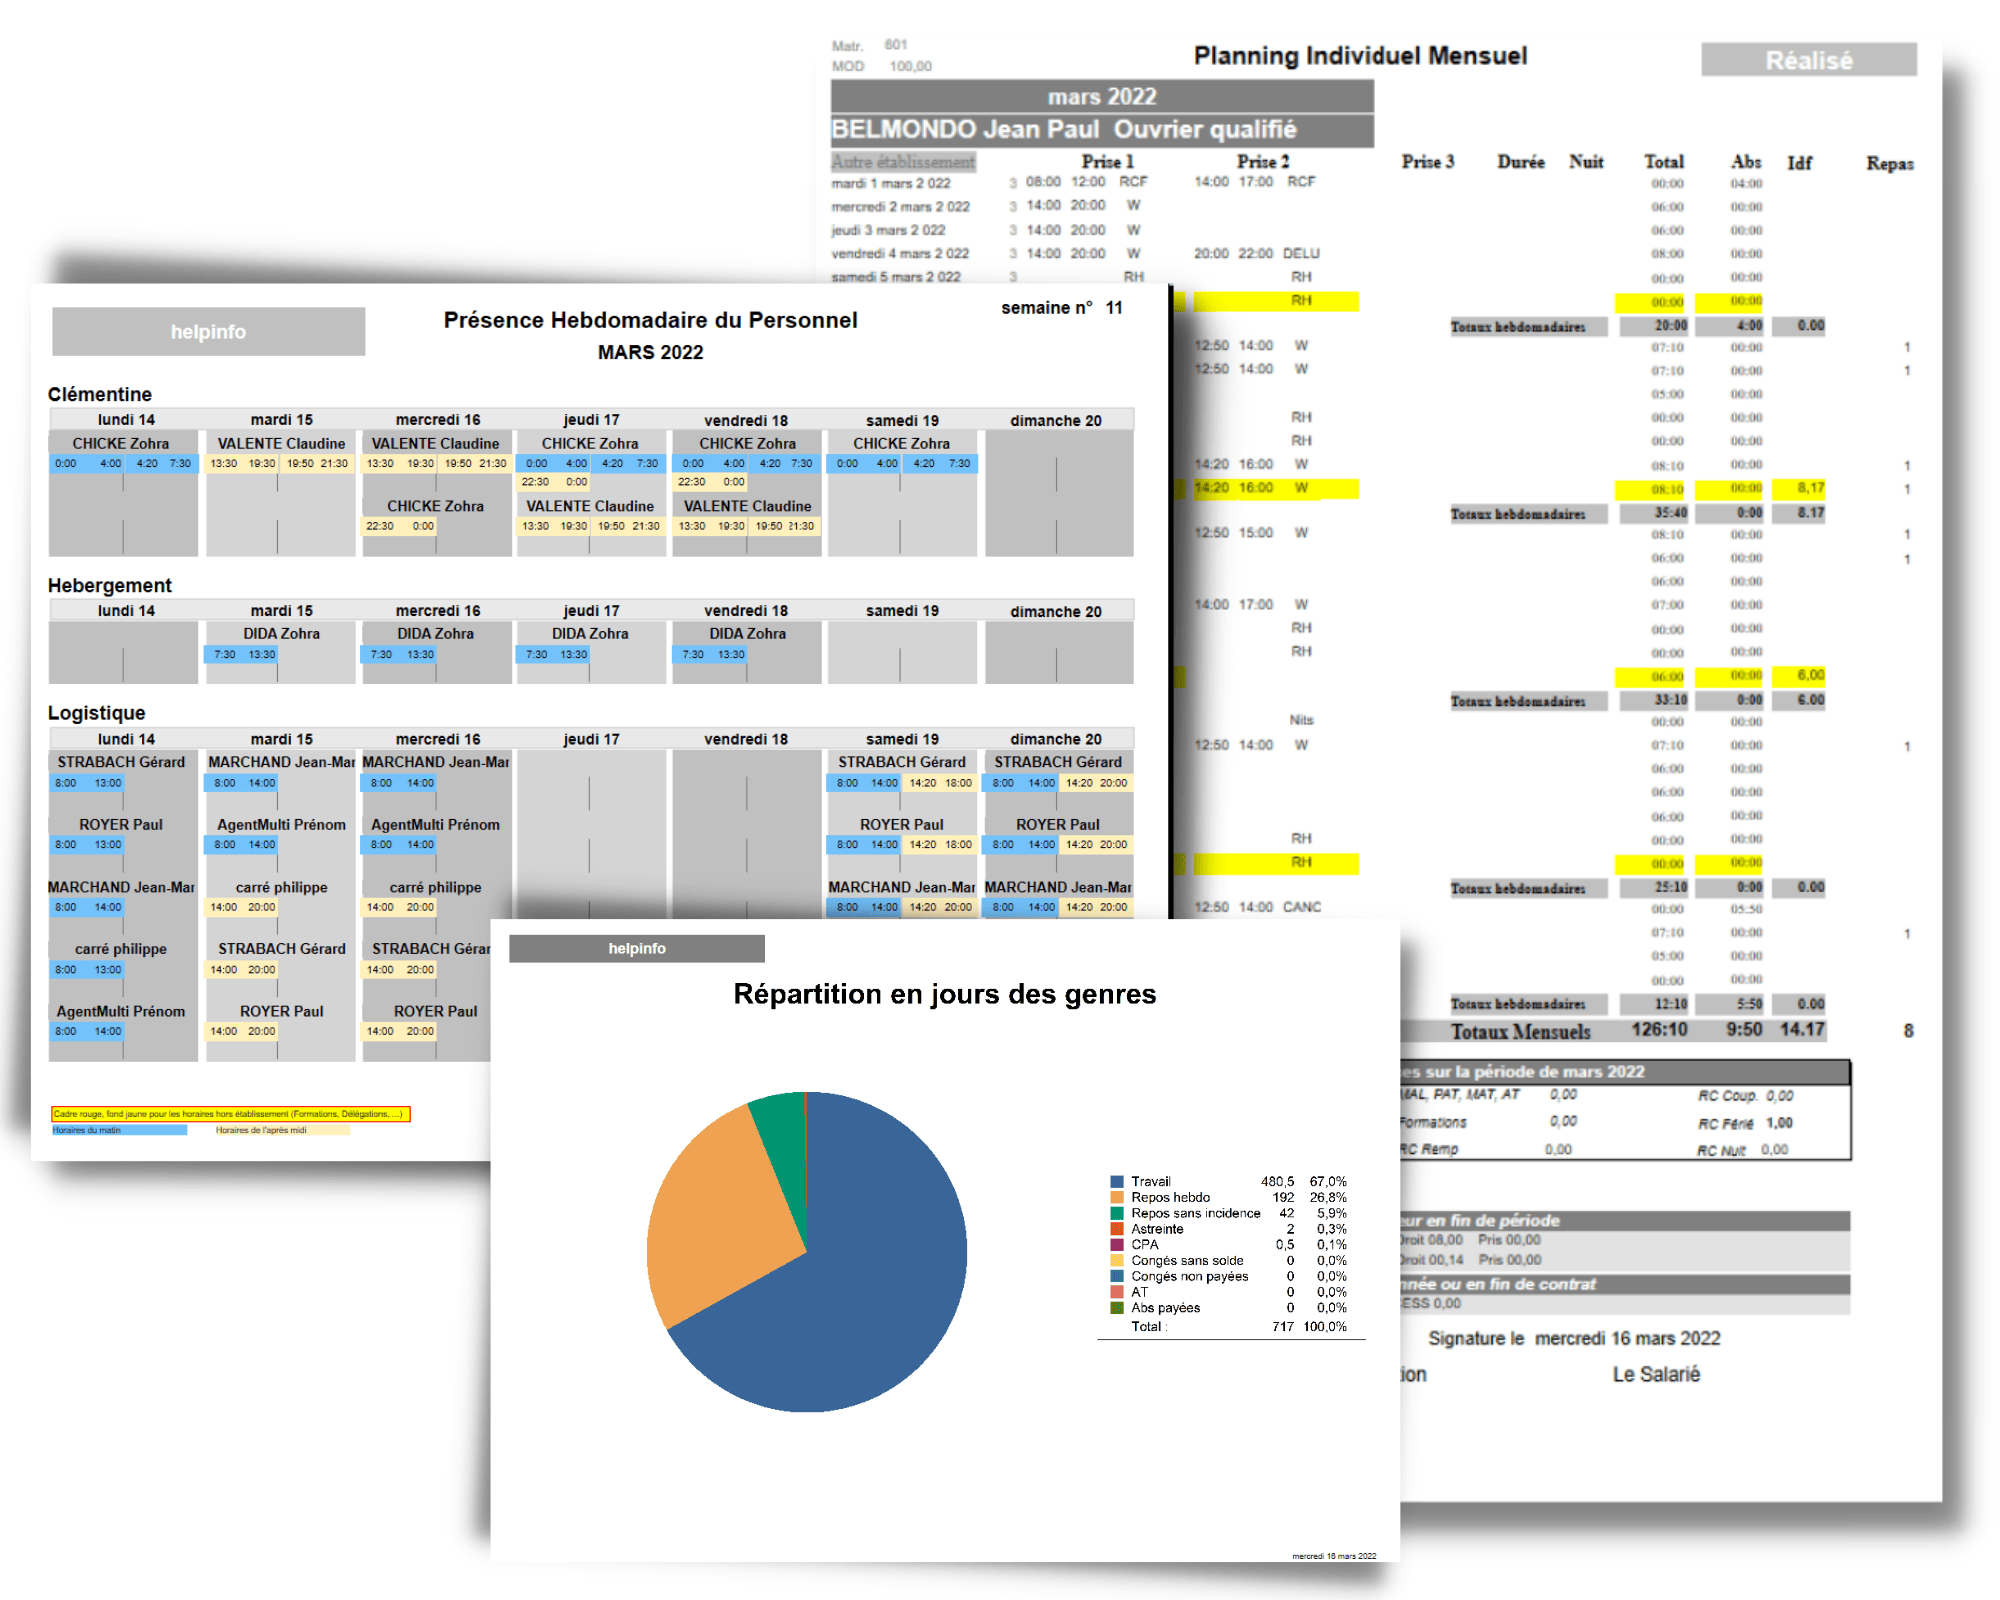 Matr. 601
MOD 100,00
Planning Individuel Mensuel
Réalisé
mars 2022
BELMONDO Jean Paul Ouvrier qualifié
Autre établissement Prise 1 Prise 2 Prise 3 Durée Nuit Total Abs Idf Repas
mardi 1 mars 2 022 3 08:00 12:00 RCF 14:00 17:00 RCF 00:00 04:00
mercredi 2 mars 2 022 3 14:00 20:00 W 06:00 00:00
jeudi 3 mars 2 022 3 14:00 20:00 W 06:00 00:00
vendredi 4 mars 2 022 3 14:00 20:00 W 20:00 22:00 DELU 08:00 00:00
samedi 5 mars 2 022 3 RH RH 00:00 00:00
RH 00:00 00:00
Totaux hebdomadaires 20:00 4:00 0.00
12:50 14:00 W 07:10 00:00 1
12:50 14:00 W 07:10 00:00 1
05:00 00:00
RH 00:00 00:00
RH 00:00 00:00
14:20 16:00 W 08:10 00:00 1
14:20 16:00 W 08:10 00:00 8,17 1
Totaux hebdomadaires 35:40 0:00 8.17
12:50 15:00 W 08:10 00:00 1
06:00 00:00 1
06:00 00:00
14:00 17:00 W 07:00 00:00
RH 00:00 00:00
RH 00:00 00:00
06:00 00:00 6,00
Totaux hebdomadaires 33:10 0:00 6.00
Nits 00:00 00:00
12:50 14:00 W 07:10 00:00 1
06:00 00:00
06:00 00:00
06:00 00:00
RH 00:00 00:00
RH 00:00 00:00
Totaux hebdomadaires 25:10 0:00 0.00
12:50 14:00 CANC 00:00 05:50
07:10 00:00 1
05:00 00:00
00:00 00:00
Totaux hebdomadaires 12:10 5:50 0.00
Totaux Mensuels 126:10 9:50 14.17 8
es sur la période de mars 2022
MAL, PAT, MAT, AT 0,00 RC Coup. 0,00
Formations 0,00 RC Férié 1,00
RC Remp 0,00 RC Nuit 0,00
eur en fin de période
Droit 08,00 Pris 00,00
Droit 00,14 Pris 00,00
nnée ou en fin de contrat
CESS 0,00
Signature le mercredi 16 mars 2022
tion Le Salarié
helpinfo
Présence Hebdomadaire du Personnel
MARS 2022
semaine n° 11
Clémentine
lundi 14 mardi 15 mercredi 16 jeudi 17 vendredi 18 samedi 19 dimanche 20
CHICKE Zohra VALENTE Claudine VALENTE Claudine CHICKE Zohra CHICKE Zohra CHICKE Zohra
0:00 4:00 4:20 7:30 13:30 19:30 19:50 21:30 13:30 19:30 19:50 21:30 0:00 4:00 4:20 7:30 0:00 4:00 4:20 7:30 0:00 4:00 4:20 7:30
22:30 0:00 22:30 0:00
CHICKE Zohra VALENTE Claudine VALENTE Claudine
22:30 0:00 13:30 19:30 19:50 21:30 13:30 19:30 19:50 21:30
Hebergement
lundi 14 mardi 15 mercredi 16 jeudi 17 vendredi 18 samedi 19 dimanche 20
DIDA Zohra DIDA Zohra DIDA Zohra DIDA Zohra
7:30 13:30 7:30 13:30 7:30 13:30 7:30 13:30
Logistique
lundi 14 mardi 15 mercredi 16 jeudi 17 vendredi 18 samedi 19 dimanche 20
STRABACH Gérard MARCHAND Jean-Mar MARCHAND Jean-Mar STRABACH Gérard STRABACH Gérard
8:00 13:00 8:00 14:00 8:00 14:00 8:00 14:00 14:20 18:00 8:00 14:00 14:20 20:00
ROYER Paul AgentMulti Prénom AgentMulti Prénom ROYER Paul ROYER Paul
8:00 13:00 8:00 14:00 8:00 14:00 8:00 14:00 14:20 18:00 8:00 14:00 14:20 20:00
MARCHAND Jean-Mar carré philippe carré philippe MARCHAND Jean-Mar MARCHAND Jean-Mar
8:00 14:00 14:00 20:00 14:00 20:00 8:00 14:00 14:20 20:00 8:00 14:00 14:20 20:00
carré philippe STRABACH Gérard STRABACH Gérar
8:00 13:00 14:00 20:00 14:00 20:00
AgentMulti Prénom ROYER Paul ROYER Paul
8:00 14:00 14:00 20:00 14:00 20:00
Cadre rouge, fond jaune pour les horaires hors établissement (Formations, Délégations, ...)
Horaires du matin Horaires de l'après midi
helpinfo
Répartition en jours des genres
Travail 480,5 67,0%
Repos hebdo 192 26,8%
Repos sans incidence 42 5,9%
Astreinte 2 0,3%
CPA 0,5 0,1%
Congés sans solde 0 0,0%
Congés non payées 0 0,0%
AT 0 0,0%
Abs payées 0 0,0%
Total : 717 100,0%
mercredi 16 mars 2022